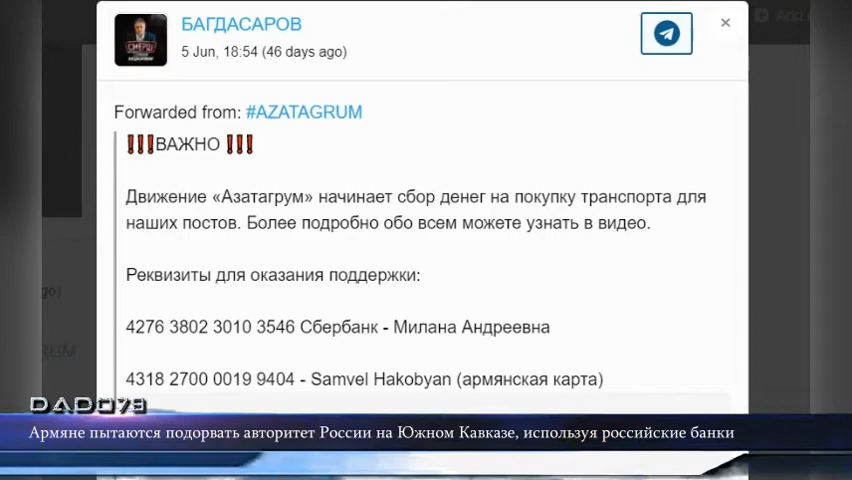 БАГДАСАРОВ
5 Jun, 18:54 (46 days ago)
Forwarded from: #AZATAGRUM
!!!ВАЖНО !!!
Движение «Азатагрум» начинает сбор денег на покупку транспорта для
наших постов. Более подробно обо всем можете узнать в видео.
Реквизиты для оказания поддержки:
4276 3802 3010 3546 Сбербанк - Милана Андреевна
4318 2700 0019 9404 - Samvel Hakobyan (армянская карта)
DADO78
Армяне пытаются подорвать авторитет России на Южном Кавказе, используя российские банки